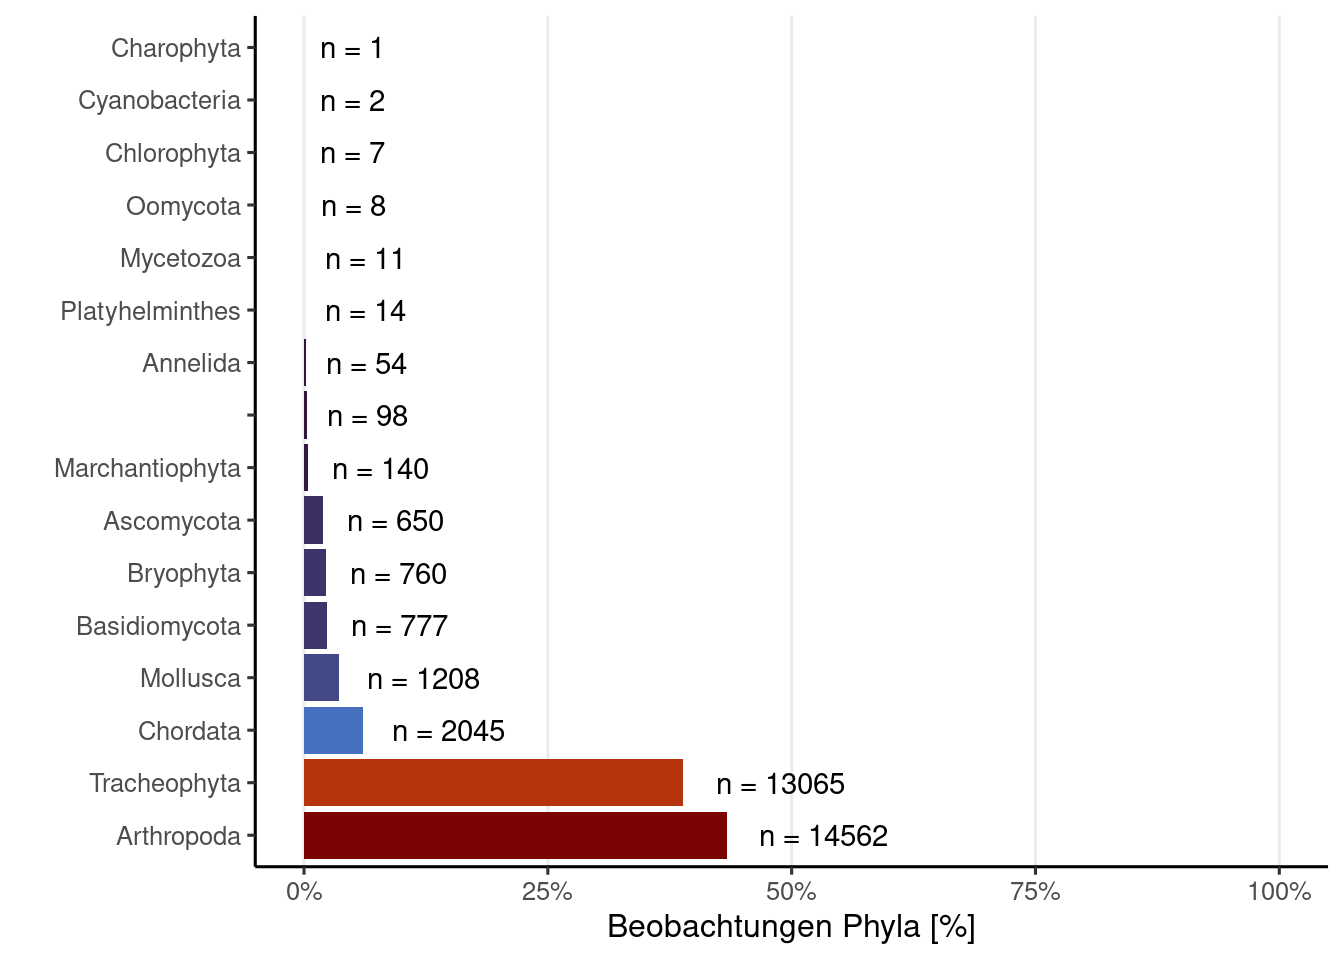 Charophyta n = 1
Cyanobacteria n = 2
Chlorophyta n = 7
Oomycota n = 8
Mycetozoa n = 11
Platyhelminthes n = 14
Annelida n = 54
n = 98
Marchantiophyta n = 140
Ascomycota n = 650
Bryophyta n = 760
Basidiomycota n = 777
Mollusca n = 1208
Chordata n = 2045
Tracheophyta n = 13065
Arthropoda n = 14562
0% 25% 50% 75% 100%
Beobachtungen Phyla [%]